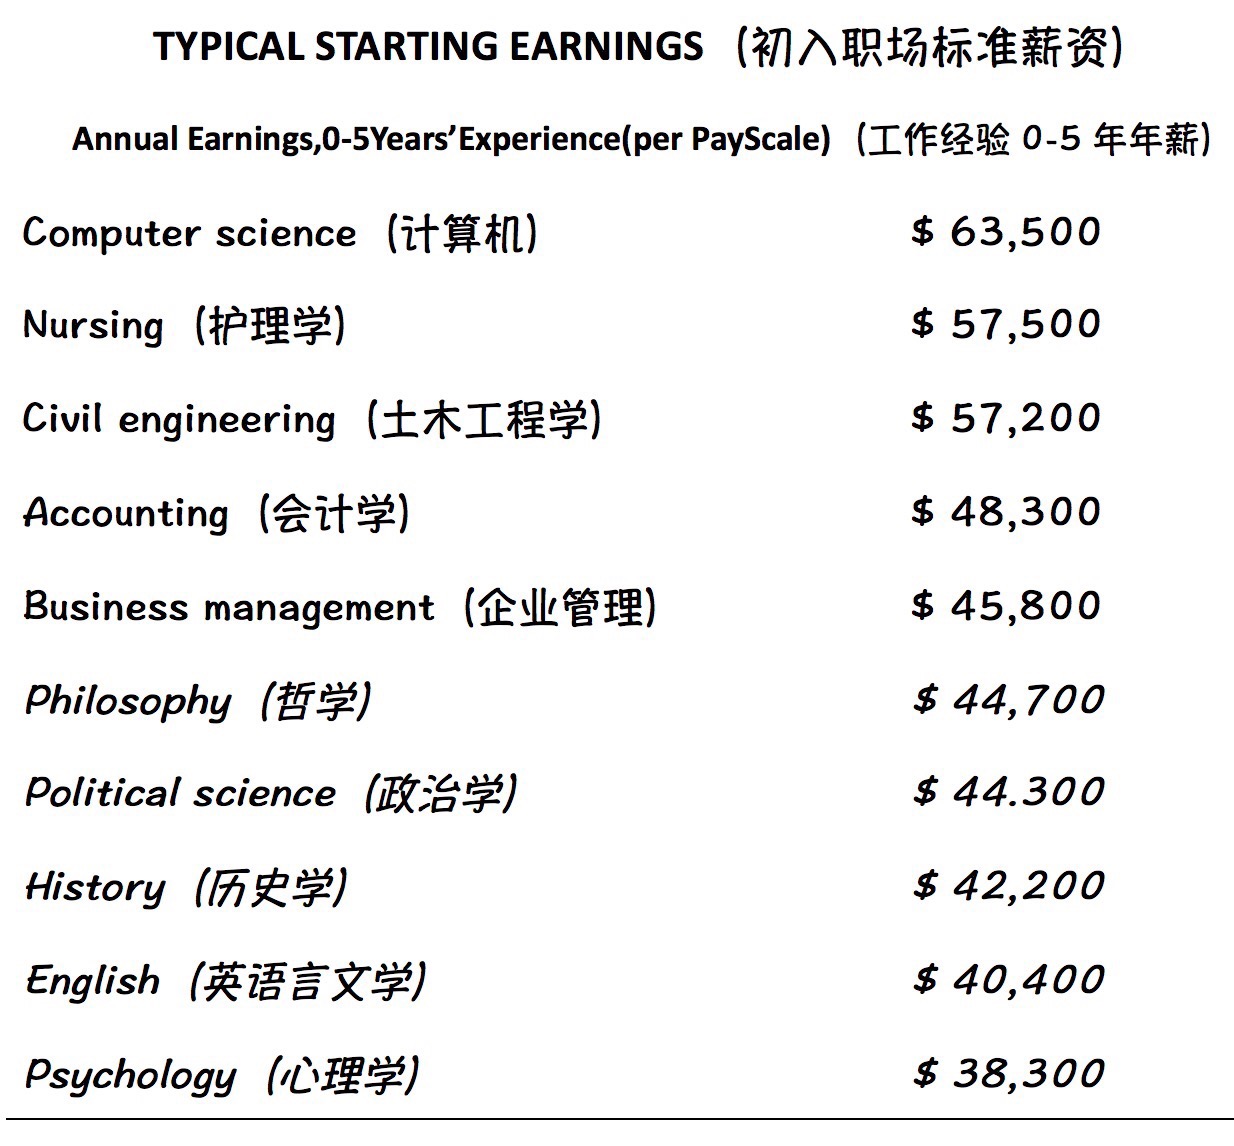 TYPICAL STARTING EARNINGS (初入职场标准薪资)
Annual Earnings,0-5Years’Experience(per PayScale) (工作经验 0-5 年年薪)
Computer science (计算机) $ 63,500
Nursing (护理学) $ 57,500
Civil engineering (土木工程学) $ 57,200
Accounting (会计学) $ 48,300
Business management (企业管理) $ 45,800
Philosophy (哲学) $ 44,700
Political science (政治学) $ 44.300
History (历史学) $ 42,200
English (英语言文学) $ 40,400
Psychology (心理学) $ 38,300